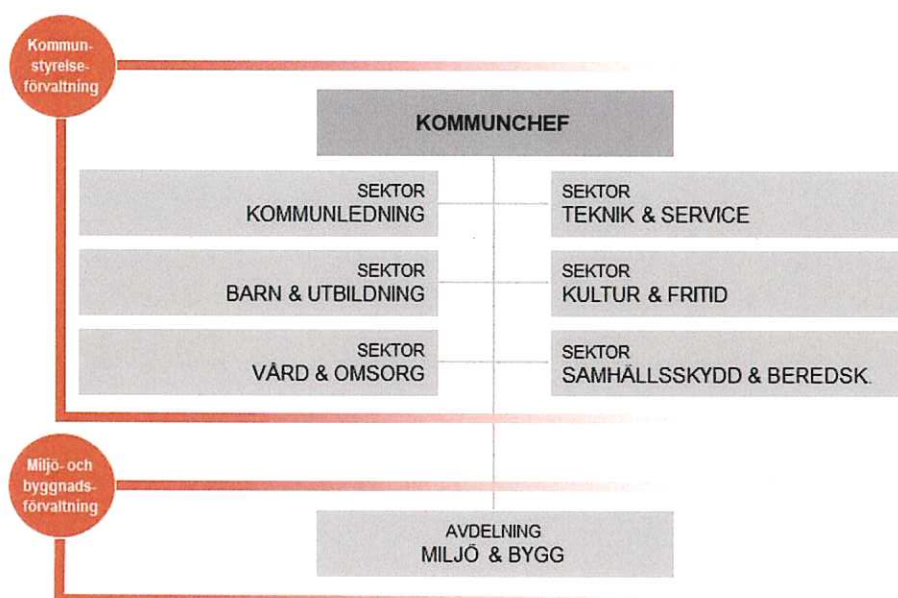 Kommun-
styrelse-
förvaltning
KOMMUNCHEF
SEKTOR
KOMMUNLEDNING
SEKTOR
TEKNIK & SERVICE
SEKTOR
BARN & UTBILDNING
SEKTOR
KULTUR & FRITID
SEKTOR
VÅRD & OMSORG
SEKTOR
SAMHÄLLSSKYDD & BEREDSK.
Miljö- och
byggnads-
förvaltning
AVDELNING
MILJÖ & BYGG